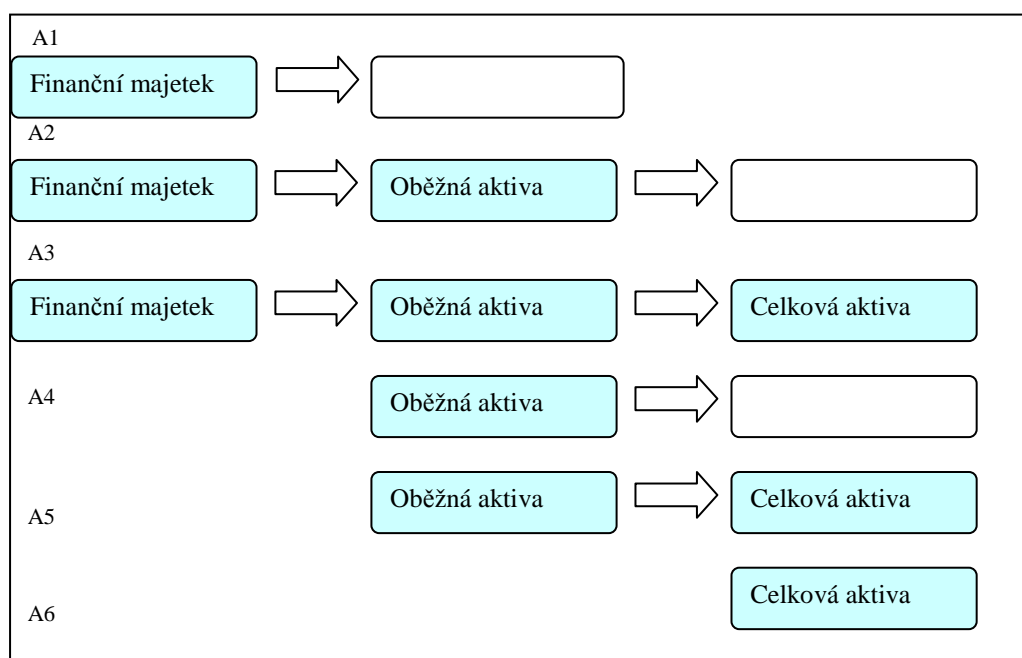 A1
Finanční majetek
A2
Finanční majetek Oběžná aktiva
A3
Finanční majetek Oběžná aktiva Celková aktiva
A4 Oběžná aktiva
A5 Oběžná aktiva Celková aktiva
A6 Celková aktiva